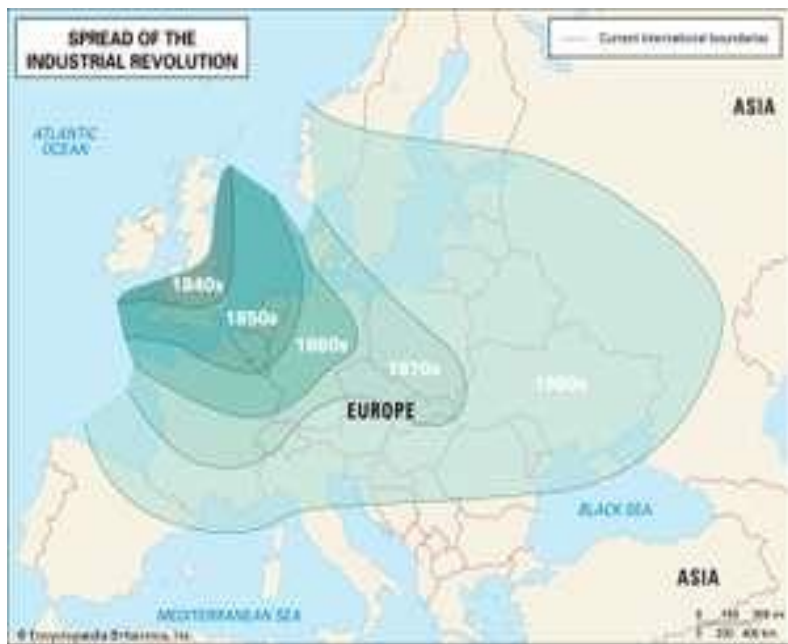 SPREAD OF THE
INDUSTRIAL REVOLUTION
Current international boundaries
ASIA
ATLANTIC
OCEAN
1840s
1850s
1860s
1870s
EUROPE
BLACK SEA
ASIA
MEDITERRANEAN SEA
© Encyclopædia Britannica, Inc.